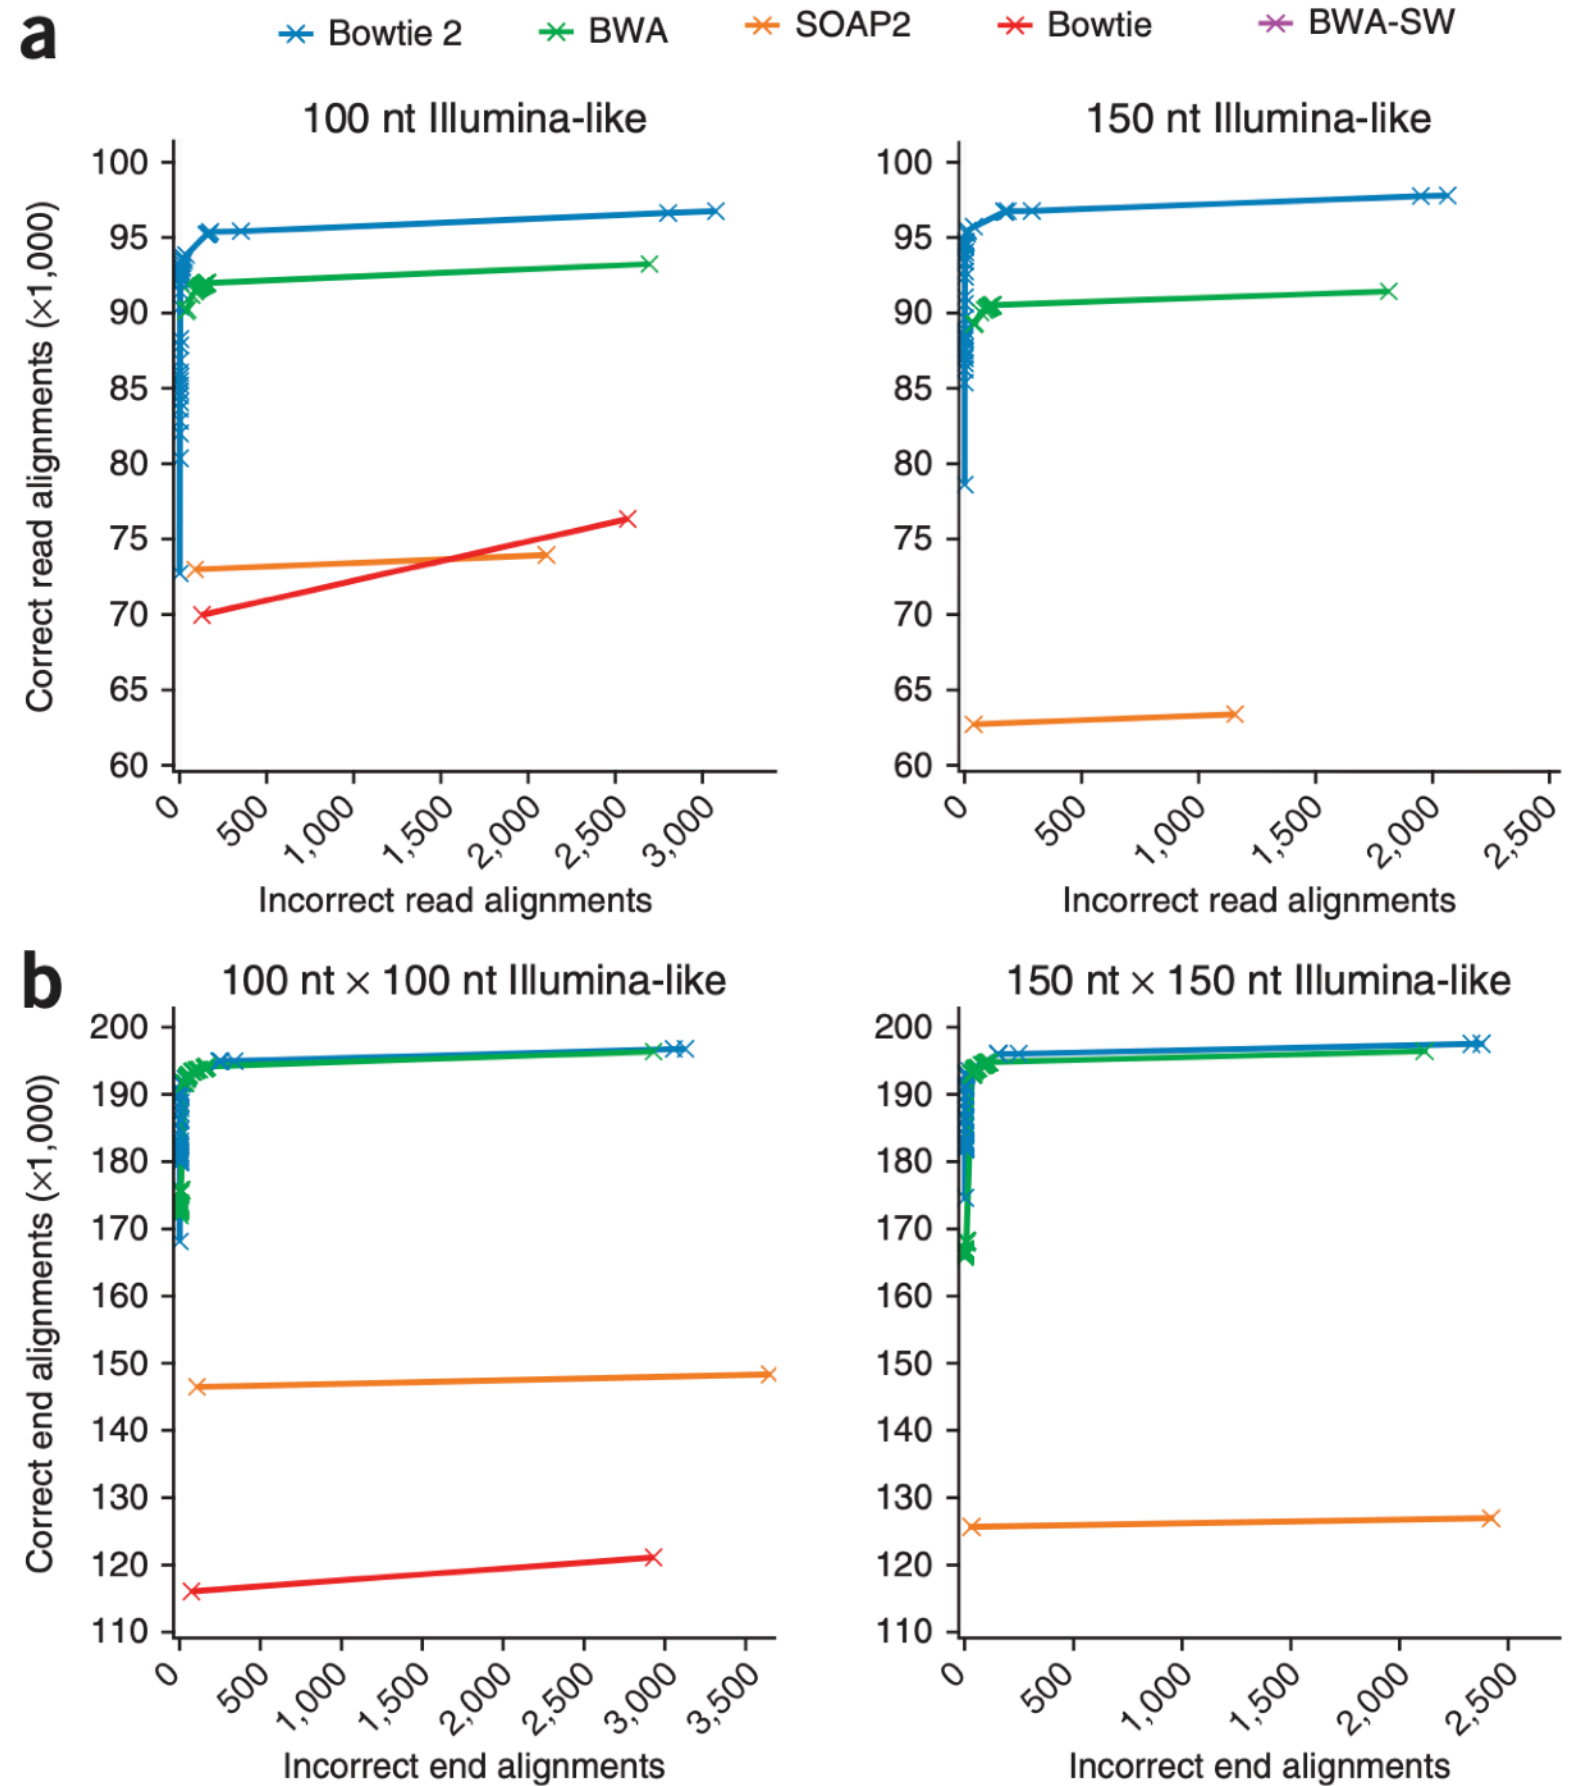 a
Bowtie 2 BWA SOAP2 Bowtie BWA-SW
100 nt Illumina-like
Correct read alignments (×1,000)
100
95
90
85
80
75
70
65
60
0 500 1,000 1,500 2,000 2,500 3,000
Incorrect read alignments
150 nt Illumina-like
100
95
90
85
80
75
70
65
60
0 500 1,000 1,500 2,000 2,500
Incorrect read alignments
b
100 nt × 100 nt Illumina-like
Correct end alignments (×1,000)
200
190
180
170
160
150
140
130
120
110
0 500 1,000 1,500 2,000 2,500 3,000 3,500
Incorrect end alignments
150 nt × 150 nt Illumina-like
200
190
180
170
160
150
140
130
120
110
0 500 1,000 1,500 2,000 2,500
Incorrect end alignments